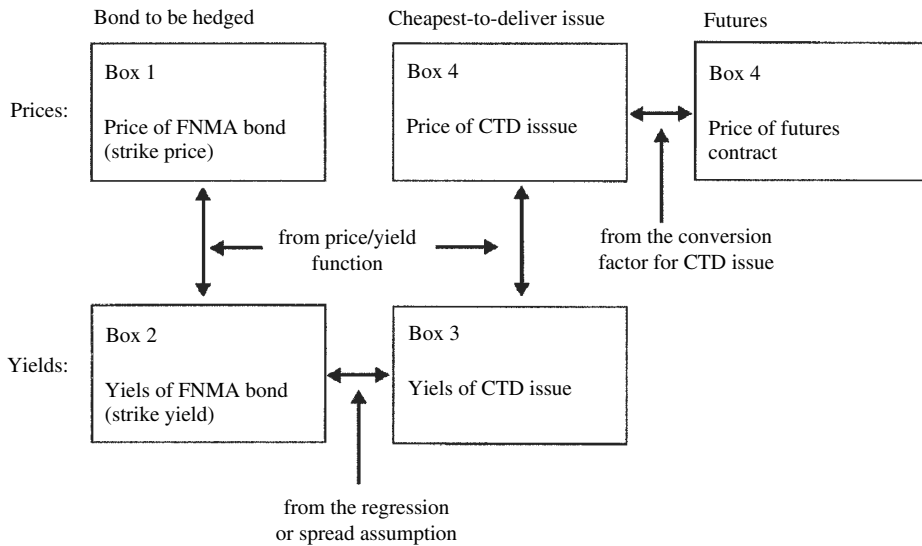 Bond to be hedged
Cheapest-to-deliver issue
Futures
Prices:
Box 1
Price of FNMA bond
(strike price)
Box 4
Price of CTD isssue
Box 4
Price of futures
contract
from price/yield
function
from the conversion
factor for CTD issue
Yields:
Box 2
Yiels of FNMA bond
(strike yield)
Box 3
Yiels of CTD issue
from the regression
or spread assumption